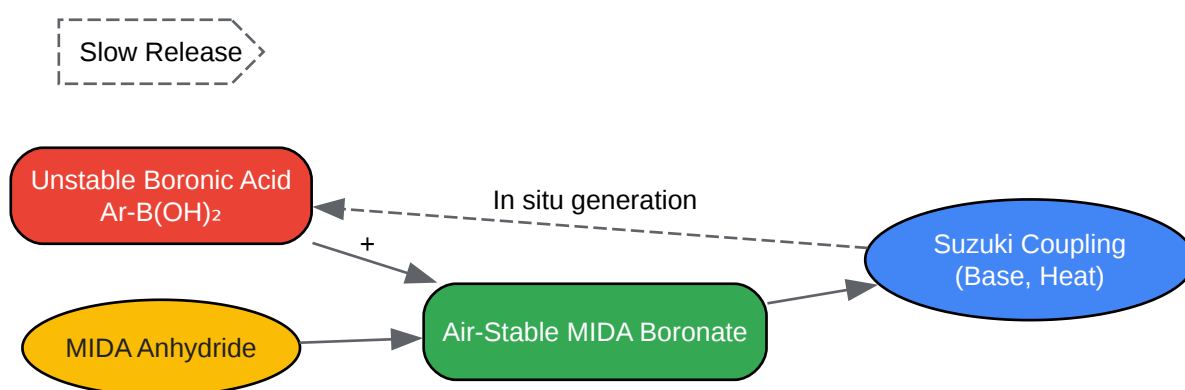 Slow Release
Unstable Boronic Acid
Ar-B(OH)₂
In situ generation
+
Suzuki Coupling
(Base, Heat)
MIDA Anhydride
Air-Stable MIDA Boronate